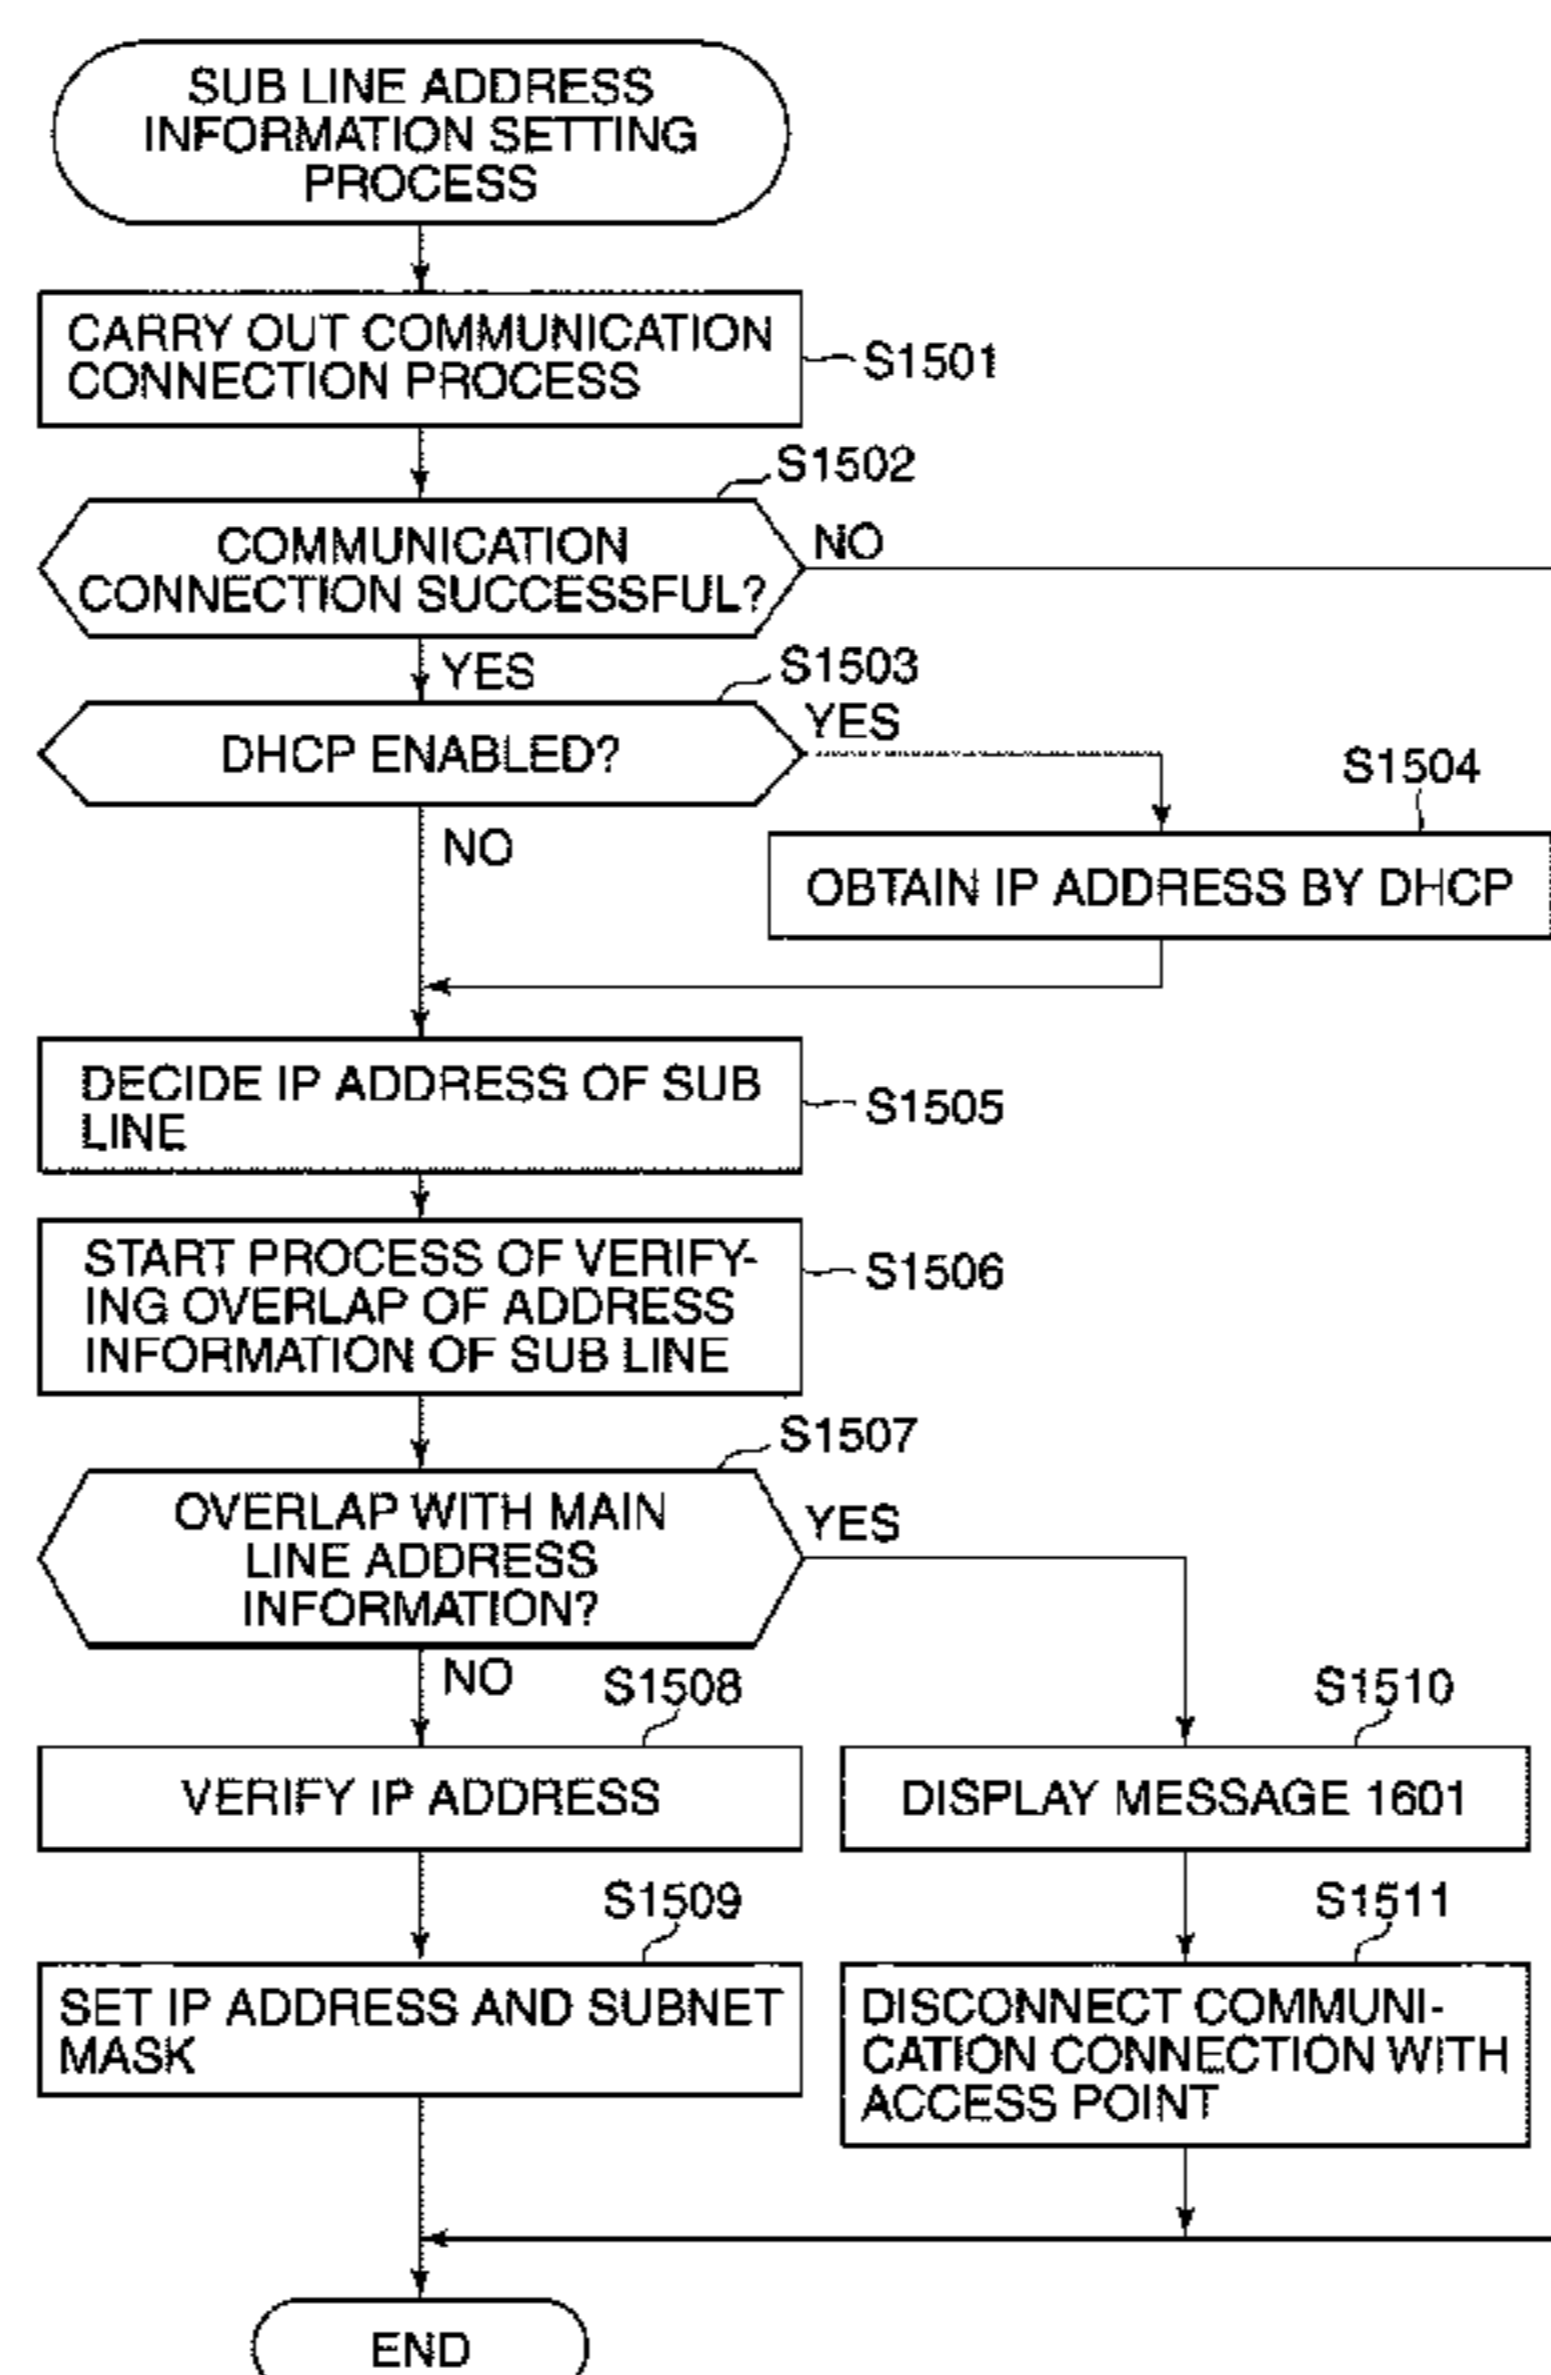 SUB LINE ADDRESS
INFORMATION SETTING
PROCESS
CARRY OUT COMMUNICATION
CONNECTION PROCESS
S1501
S1502
COMMUNICATION
CONNECTION SUCCESSFUL?
NO
YES
S1503
DHCP ENABLED?
YES
S1504
NO
OBTAIN IP ADDRESS BY DHCP
DECIDE IP ADDRESS OF SUB
LINE
S1505
START PROCESS OF VERIFY-
ING OVERLAP OF ADDRESS
INFORMATION OF SUB LINE
S1506
S1507
OVERLAP WITH MAIN
LINE ADDRESS
INFORMATION?
YES
NO
S1508
S1510
VERIFY IP ADDRESS
DISPLAY MESSAGE 1601
S1509
S1511
SET IP ADDRESS AND SUBNET
MASK
DISCONNECT COMMUNI-
CATION CONNECTION WITH
ACCESS POINT
END